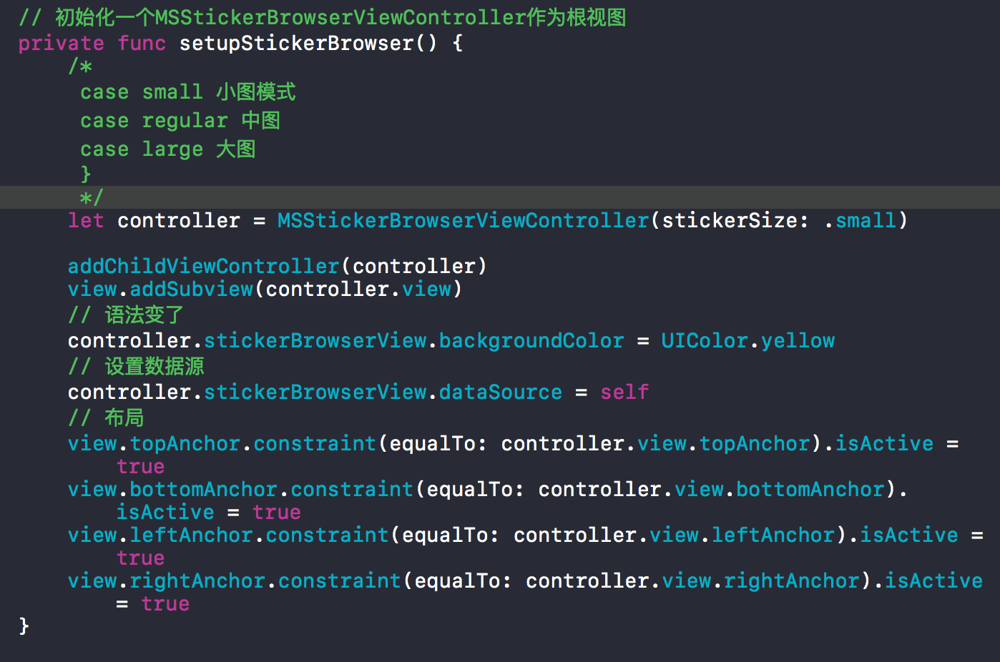 // 初始化一个MSStickerBrowserViewController作为根视图
private func setupStickerBrowser() {
/*
case small 小图模式
case regular 中图
case large 大图
}
*/
let controller = MSStickerBrowserViewController(stickerSize: .small)
addChildViewController(controller)
view.addSubview(controller.view)
// 语法变了
controller.stickerBrowserView.backgroundColor = UIColor.yellow
// 设置数据源
controller.stickerBrowserView.dataSource = self
// 布局
view.topAnchor.constraint(equalTo: controller.view.topAnchor).isActive =
true
view.bottomAnchor.constraint(equalTo: controller.view.bottomAnchor).
isActive = true
view.leftAnchor.constraint(equalTo: controller.view.leftAnchor).isActive =
true
view.rightAnchor.constraint(equalTo: controller.view.rightAnchor).isActive
= true
}